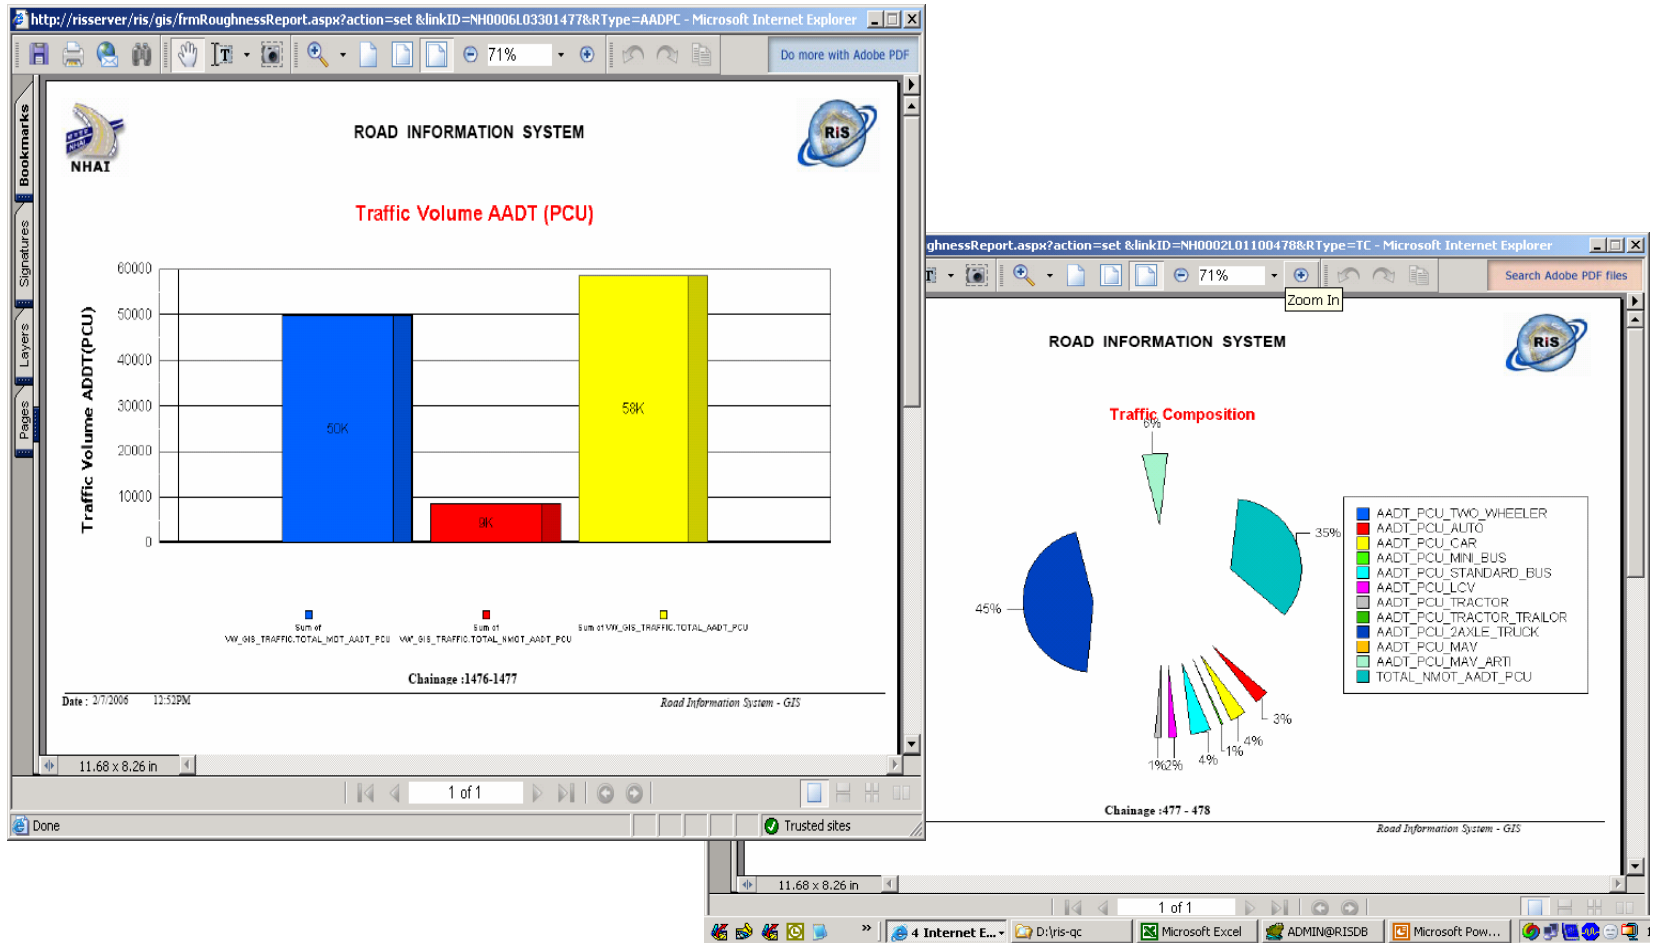 http://risserver/ris/gis/frmRoughnessReport.aspx?action=set &linkID=NH0006L03301477&RType=AADPC - Microsoft Internet Explorer
71%
Do more with Adobe PDF
Bookmarks
Signatures
Layers
Pages
NHAI
ROAD INFORMATION SYSTEM
RiS
Traffic Volume AADT (PCU)
Traffic Volume ADDT(PCU)
60000
50000
40000
30000
20000
10000
0
50K
9K
58K
Sum of
VW_GIS_TRAFFIC.TOTAL_MOT_AADT_PCU
Sum of
VW_GIS_TRAFFIC.TOTAL_NMOT_AADT_PCU
Sum of VW_GIS_TRAFFIC.TOTAL_AADT_PCU
Chainage :1476-1477
Date : 2/7/2006 12:52PM
Road Information System - GIS
11.68 x 8.26 in
1 of 1
Done
Trusted sites
ghnessReport.aspx?action=set &linkID=NH0002L01100478&RType=TC - Microsoft Internet Explorer
71%
Search Adobe PDF files
Zoom In
ROAD INFORMATION SYSTEM
RiS
Traffic Composition
6%
35%
45%
3%
4%
1%
4%
2%
1%
AADT_PCU_TWO_WHEELER
AADT_PCU_AUTO
AADT_PCU_CAR
AADT_PCU_MINI_BUS
AADT_PCU_STANDARD_BUS
AADT_PCU_LCV
AADT_PCU_TRACTOR
AADT_PCU_TRACTOR_TRAILOR
AADT_PCU_2AXLE_TRUCK
AADT_PCU_MAV
AADT_PCU_MAV_ARTI
TOTAL_NMOT_AADT_PCU
Chainage :477 - 478
Road Information System - GIS
11.68 x 8.26 in
1 of 1
4 Internet E...
D:\ris-qc
Microsoft Excel
ADMIN@RISDB
Microsoft Pow...